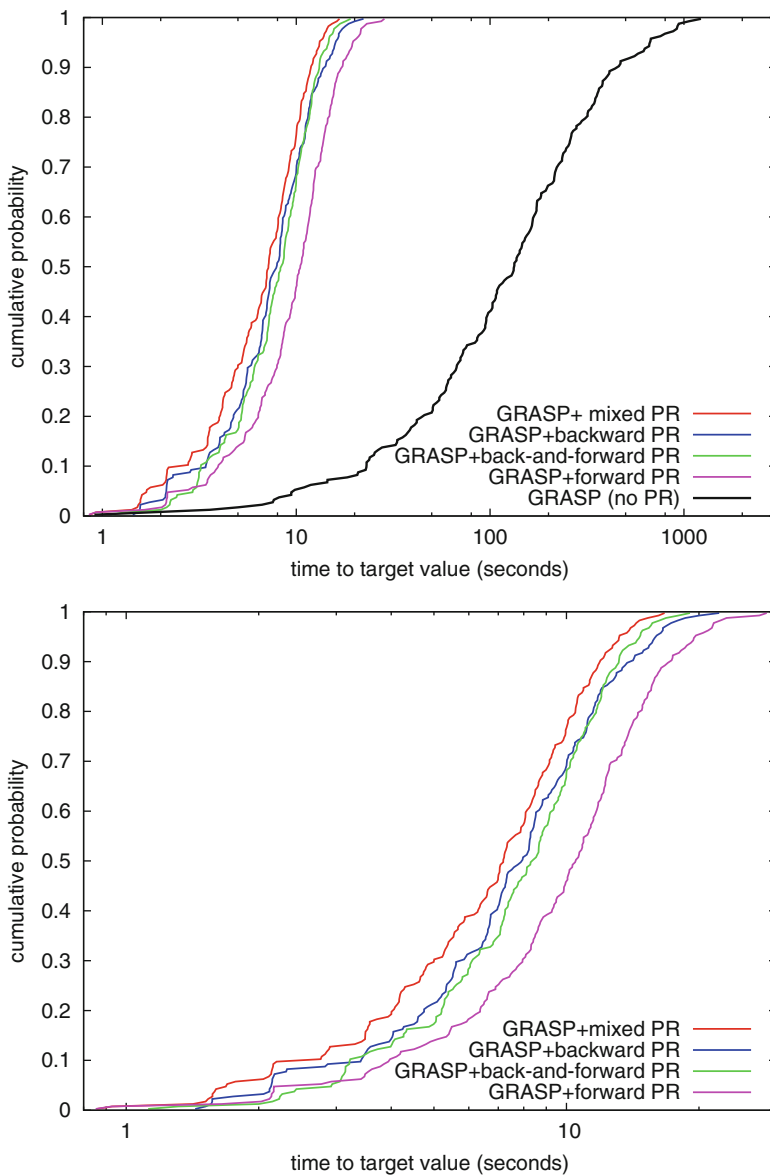 1
0.9
0.8
0.7
0.6
0.5
0.4
0.3
0.2
0.1
0
cumulative probability
GRASP+ mixed PR
GRASP+backward PR
GRASP+back-and-forward PR
GRASP+forward PR
GRASP (no PR)
1 10 100 1000
time to target value (seconds)
1
0.9
0.8
0.7
0.6
0.5
0.4
0.3
0.2
0.1
0
cumulative probability
GRASP+mixed PR
GRASP+backward PR
GRASP+back-and-forward PR
GRASP+forward PR
1 10
time to target value (seconds)